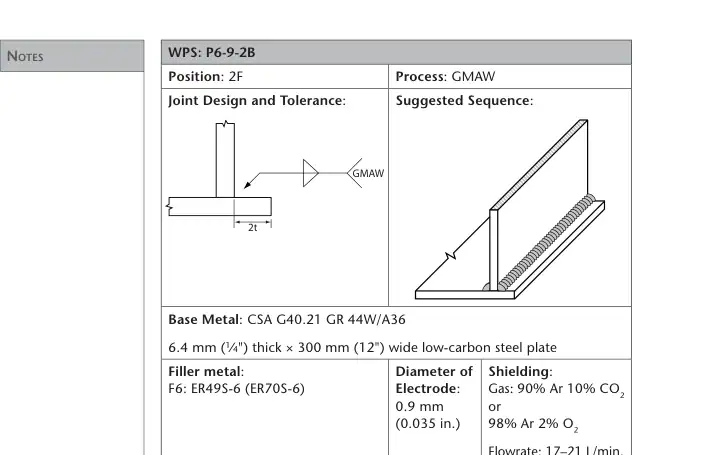 NOTES
WPS: P6-9-2B
Position: 2F
Process: GMAW
Joint Design and Tolerance:
GMAW
2t
Suggested Sequence:
Base Metal: CSA G40.21 GR 44W/A36
6.4 mm (¼") thick × 300 mm (12") wide low-carbon steel plate
Filler metal:
F6: ER49S-6 (ER70S-6)
Diameter of
Electrode:
0.9 mm
(0.035 in.)
Shielding:
Gas: 90% Ar 10% CO₂
or
98% Ar 2% O₂
Flowrate: 17–21 L/min.